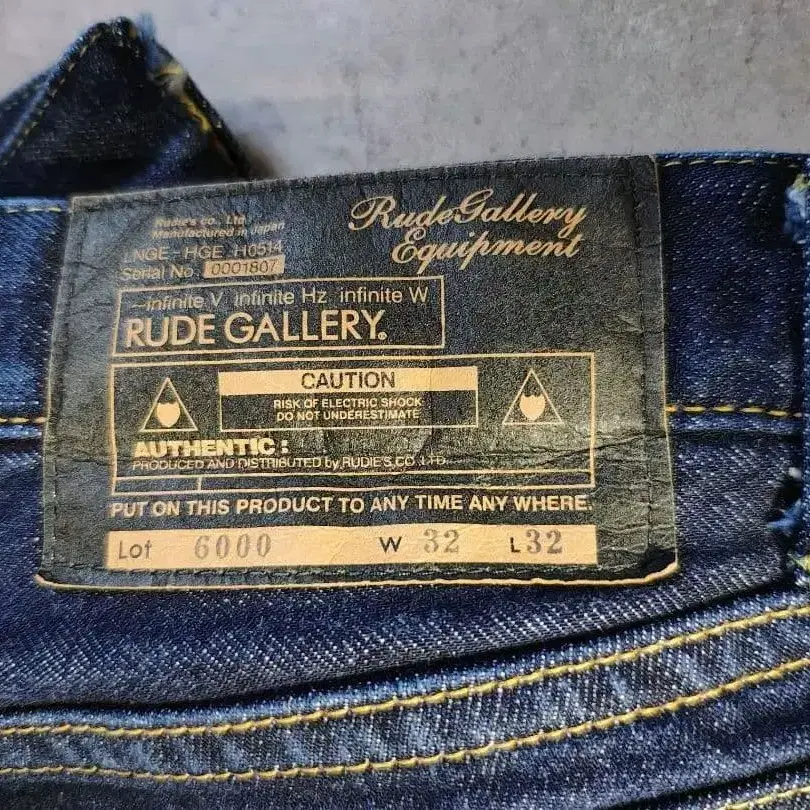 Rudie's co. Ltd
Manufactured in Japan
LNGE - HGE H0514
Serial No. 0001807
RudeGallery
Equipment
~infinite V infinite Hz infinite W
RUDE GALLERY.
CAUTION
RISK OF ELECTRIC SHOCK
DO NOT UNDERESTIMATE
AUTHENTIC :
PRODUCED AND DISTRIBUTED by RUDIE'S CO. LTD.
PUT ON THIS PRODUCT TO ANY TIME ANY WHERE.
Lot 6000 W 32 L 32